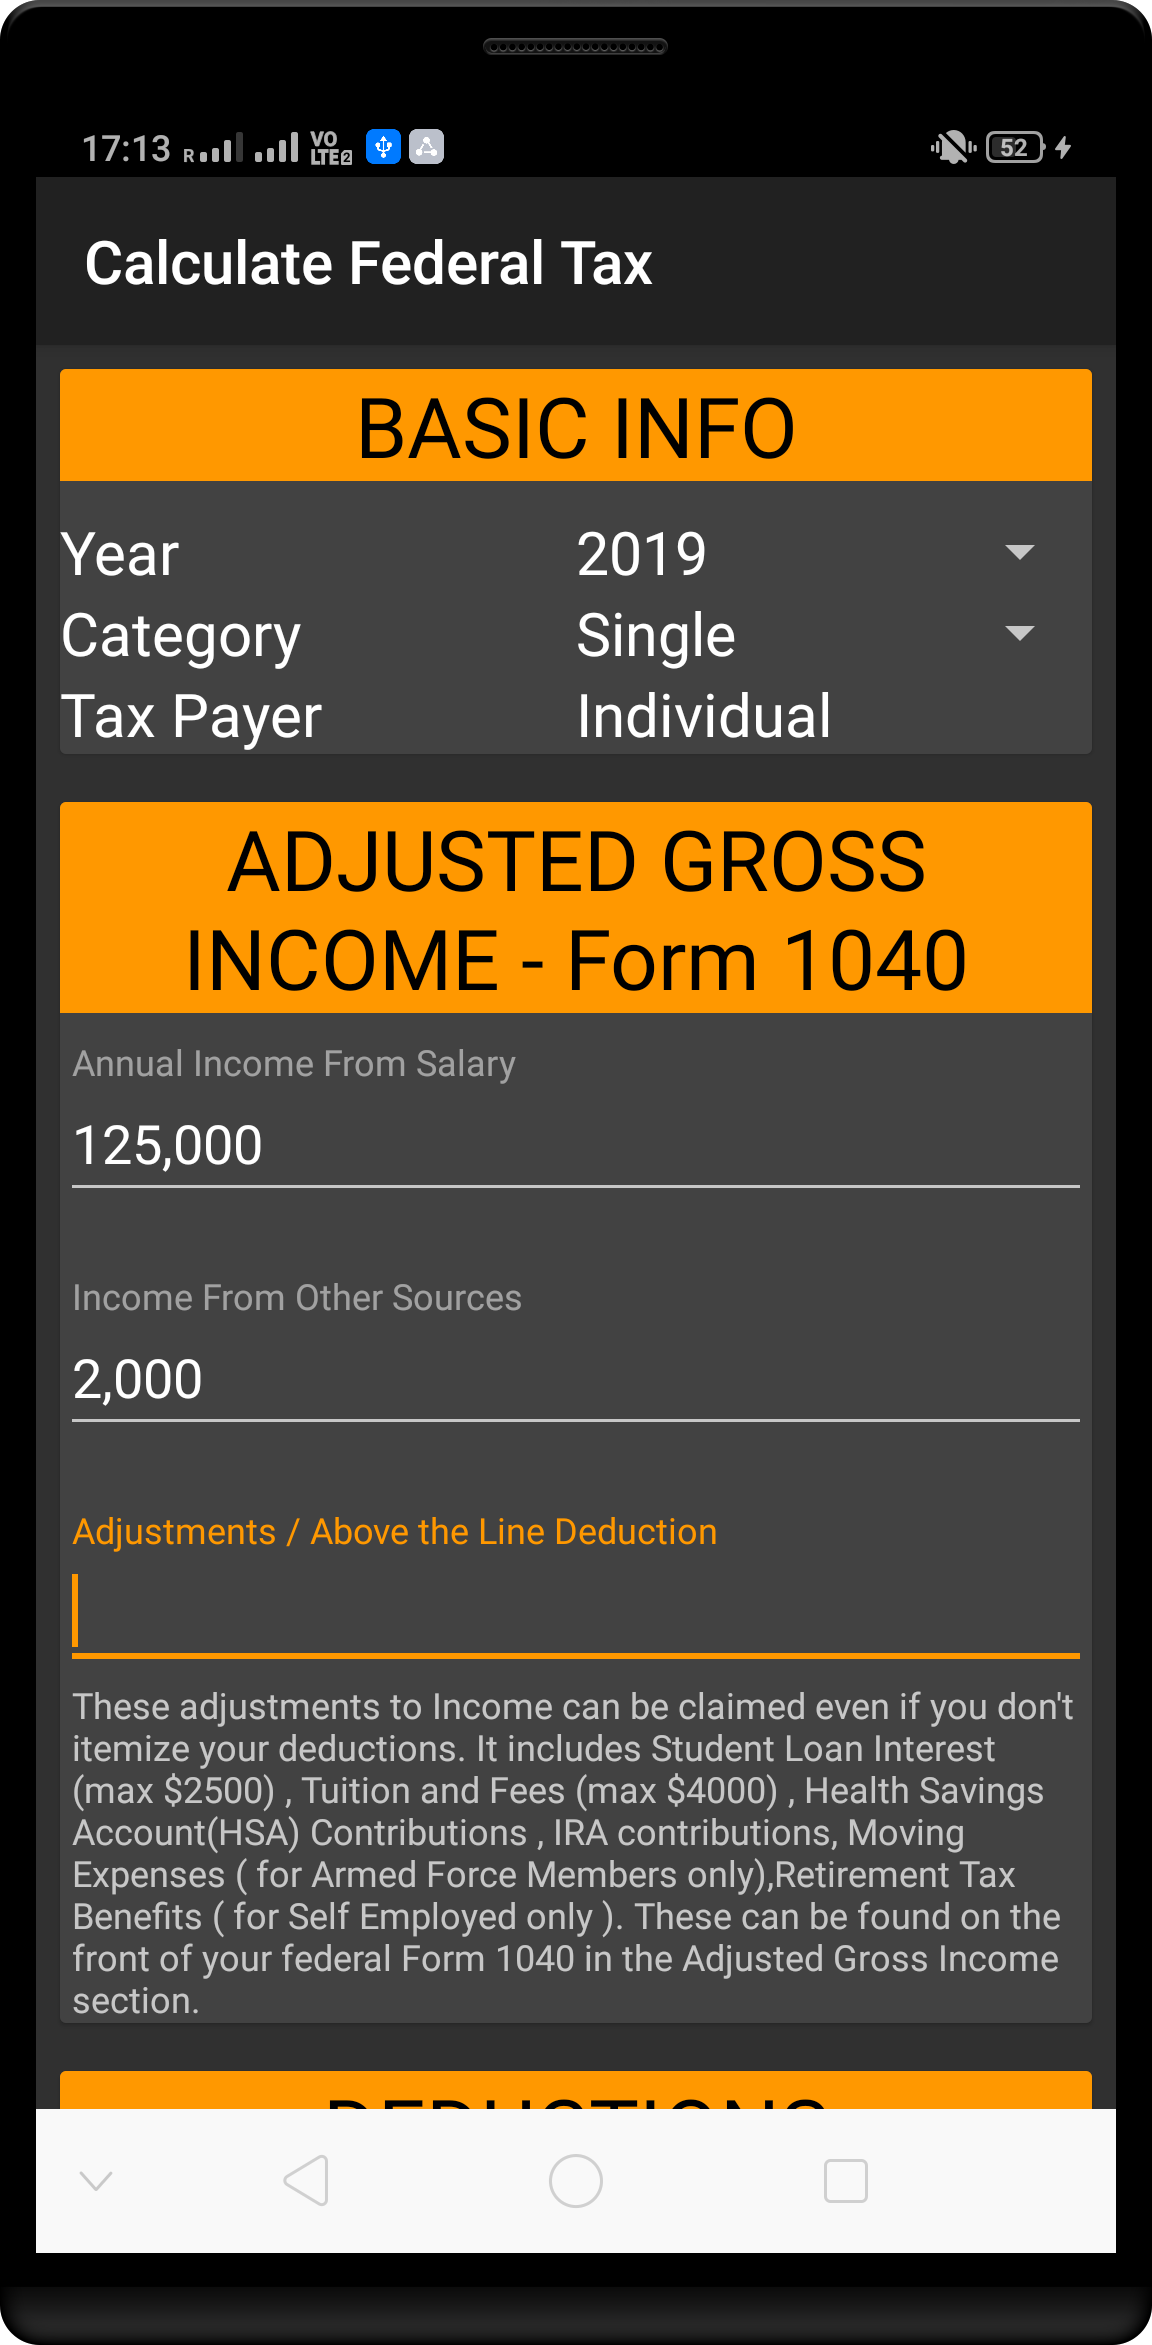 17:13 R VO LTE 2 52
Calculate Federal Tax
BASIC INFO
Year 2019
Category Single
Tax Payer Individual
ADJUSTED GROSS
INCOME - Form 1040
Annual Income From Salary
125,000
Income From Other Sources
2,000
Adjustments / Above the Line Deduction
These adjustments to Income can be claimed even if you don't
itemize your deductions. It includes Student Loan Interest
(max $2500) , Tuition and Fees (max $4000) , Health Savings
Account(HSA) Contributions , IRA contributions, Moving
Expenses ( for Armed Force Members only),Retirement Tax
Benefits ( for Self Employed only ). These can be found on the
front of your federal Form 1040 in the Adjusted Gross Income
section.
DEDUCTIONS